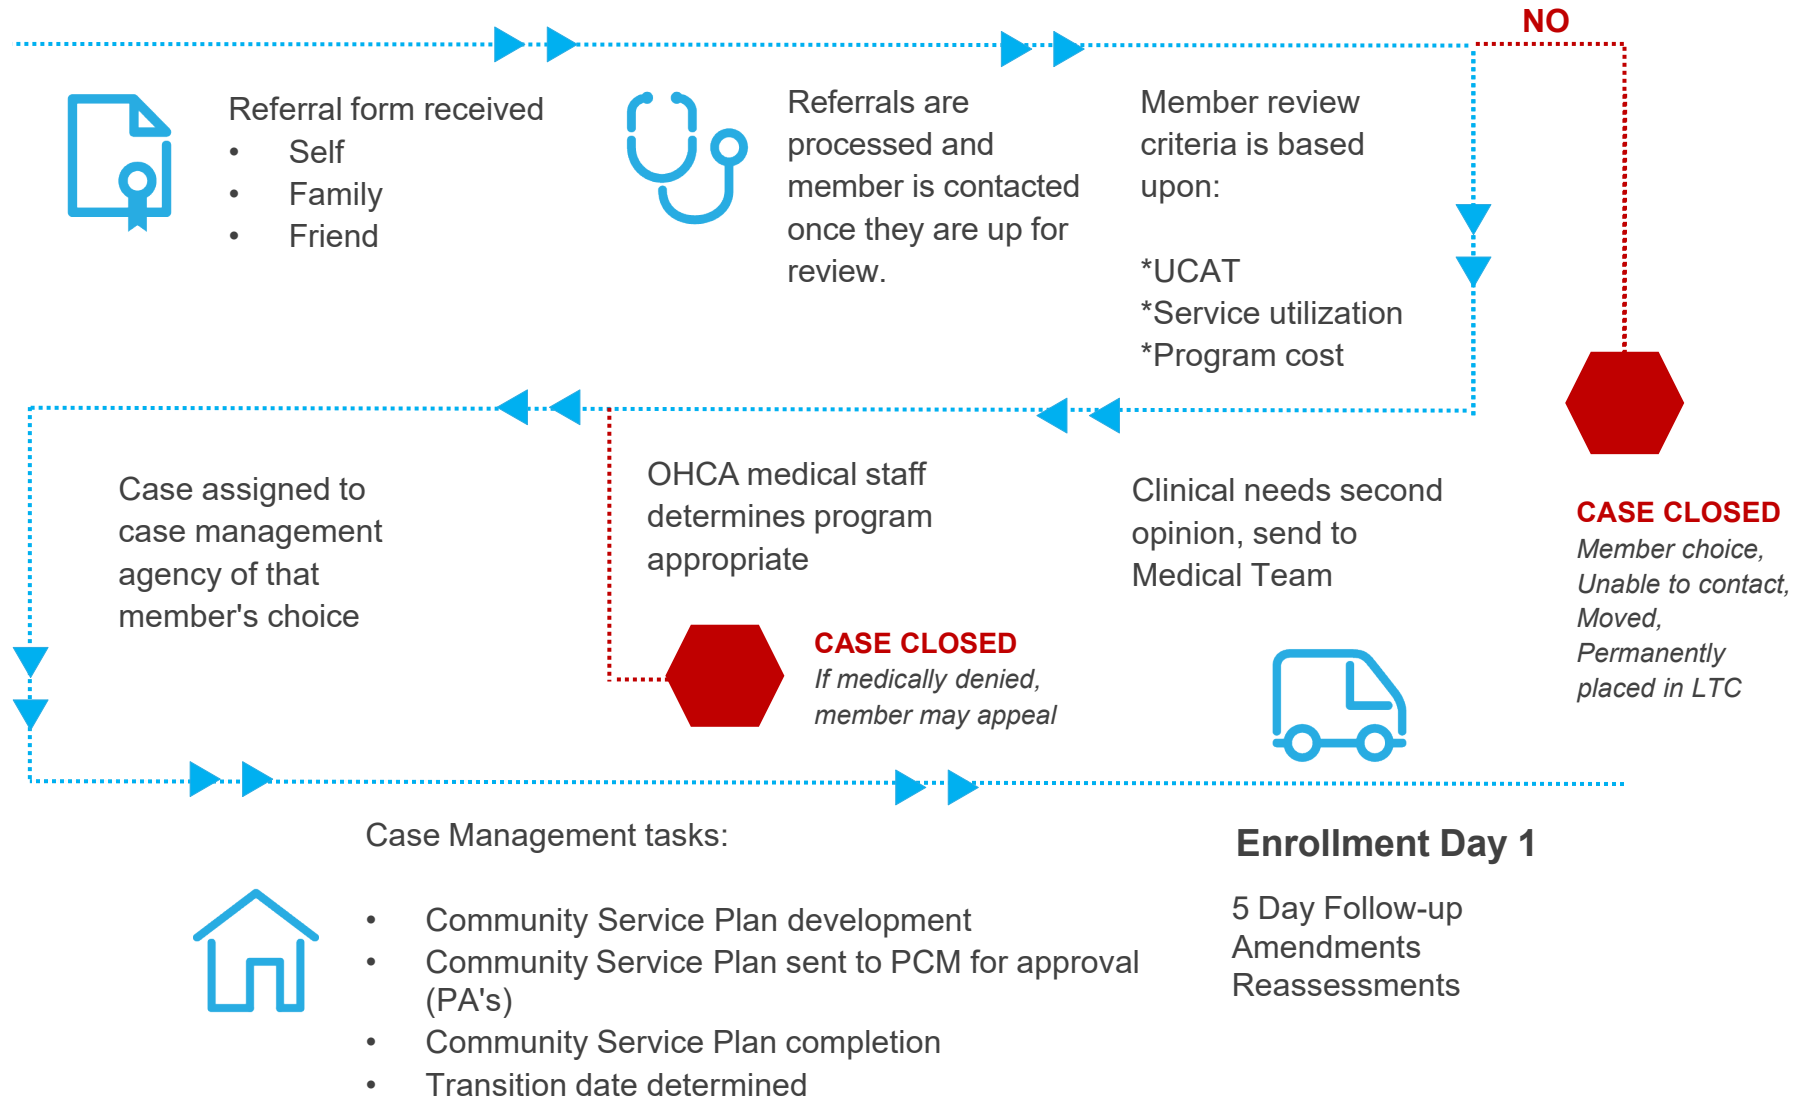 NO
Referral form received
• Self
• Family
• Friend
Referrals are
processed and
member is contacted
once they are up for
review.
Member review
criteria is based
upon:
*UCAT
*Service utilization
*Program cost
CASE CLOSED
Member choice,
Unable to contact,
Moved,
Permanently
placed in LTC
Clinical needs second
opinion, send to
Medical Team
OHCA medical staff
determines program
appropriate
CASE CLOSED
If medically denied,
member may appeal
Case assigned to
case management
agency of that
member's choice
Case Management tasks:
• Community Service Plan development
• Community Service Plan sent to PCM for approval
(PA's)
• Community Service Plan completion
• Transition date determined
Enrollment Day 1
5 Day Follow-up
Amendments
Reassessments